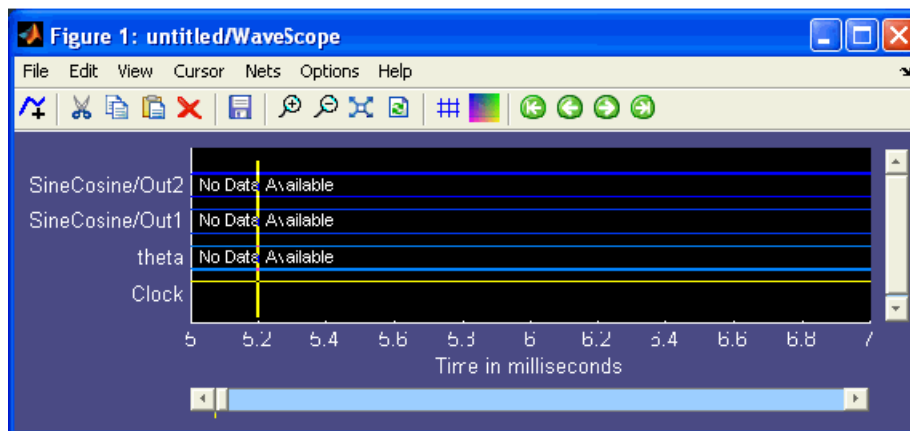 Figure 1: untitled/WaveScope
File Edit View Cursor Nets Options Help
SineCosine/Out2 No Data Available
SineCosine/Out1 No Data Available
theta No Data Available
Clock
5 5.2 5.4 5.6 5.8 6 6.2 6.4 6.6 6.8 7
Time in milliseconds